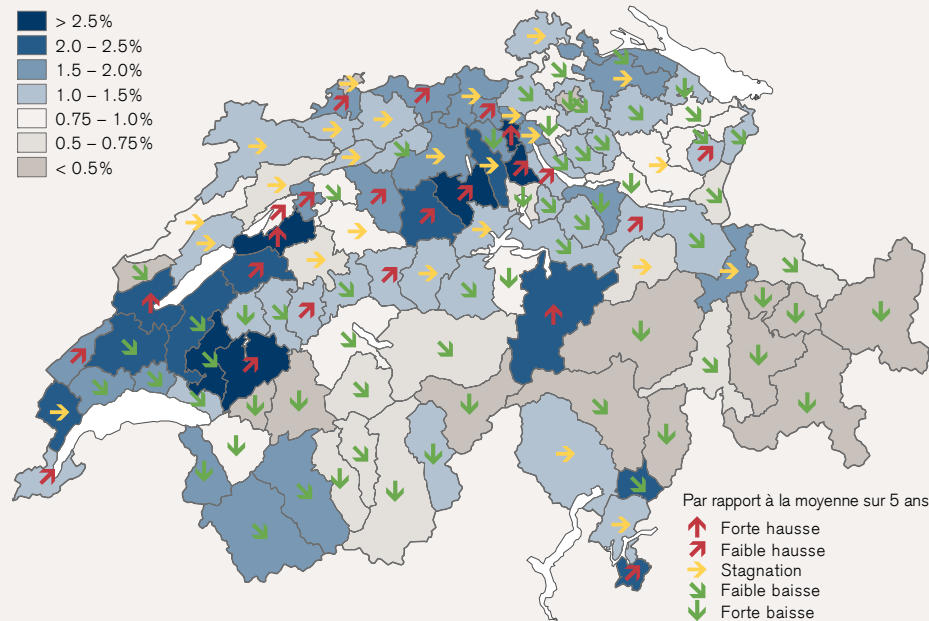 > 2.5%
2.0 – 2.5%
1.5 – 2.0%
1.0 – 1.5%
0.75 – 1.0%
0.5 – 0.75%
< 0.5%
Par rapport à la moyenne sur 5 ans
Forte hausse
Faible hausse
Stagnation
Faible baisse
Forte baisse